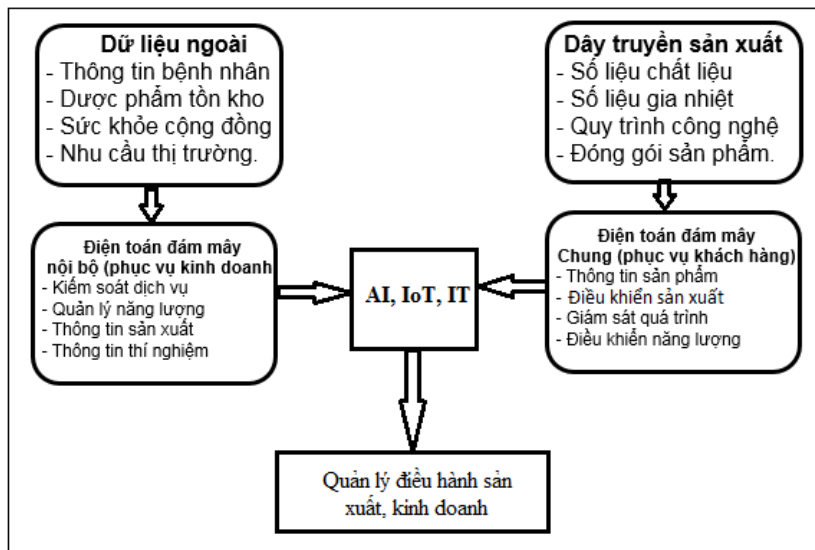 Dữ liệu ngoài
- Thông tin bệnh nhân
- Dược phẩm tồn kho
- Sức khỏe cộng đồng
- Nhu cầu thị trường.
Dây truyền sản xuất
- Số liệu chất liệu
- Số liệu gia nhiệt
- Quy trình công nghệ
- Đóng gói sản phẩm.
Điện toán đám mây
nội bộ (phục vụ kinh doanh
- Kiểm soát dịch vụ
- Quản lý năng lượng
- Thông tin sản xuất
- Thông tin thí nghiệm
AI, IoT, IT
Điện toán đám mây
Chung (phục vụ khách hàng)
- Thông tin sản phẩm
- Điều khiển sản xuất
- Giám sát quá trình
- Điều khiển năng lượng
Quản lý điều hành sản
xuất, kinh doanh